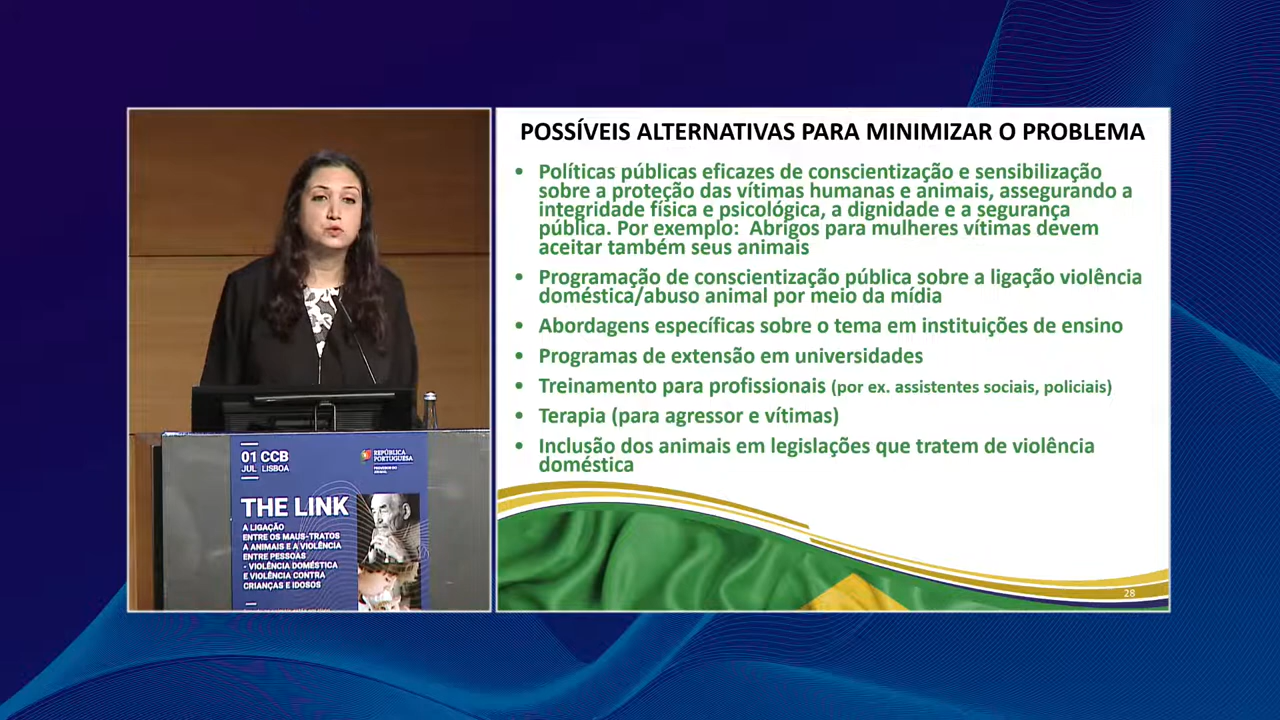 POSSÍVEIS ALTERNATIVAS PARA MINIMIZAR O PROBLEMA
• Políticas públicas eficazes de conscientização e sensibilização
sobre a proteção das vítimas humanas e animais, assegurando a
integridade física e psicológica, a dignidade e a segurança
pública. Por exemplo: Abrigos para mulheres vítimas devem
aceitar também seus animais
• Programação de conscientização pública sobre a ligação violência
doméstica/abuso animal por meio da mídia
• Abordagens específicas sobre o tema em instituições de ensino
• Programas de extensão em universidades
• Treinamento para profissionais (por ex. assistentes sociais, policiais)
• Terapia (para agressor e vítimas)
• Inclusão dos animais em legislações que tratem de violência
doméstica
28
01 CCB
JUL LISBOA
REPÚBLICA
PORTUGUESA
THE LINK
A LIGAÇÃO
ENTRE OS MAUS-TRATOS
A ANIMAIS E A VIOLÊNCIA
ENTRE PESSOAS
- VIOLÊNCIA DOMÉSTICA
E VIOLÊNCIA CONTRA
CRIANÇAS E IDOSOS